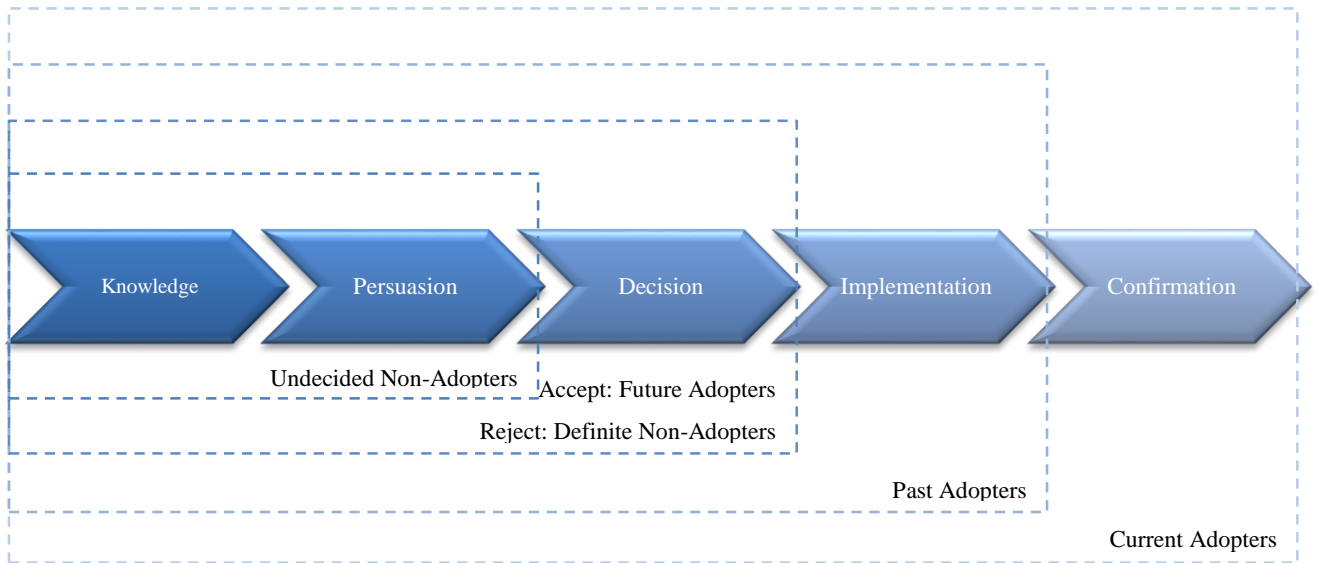 Knowledge
Persuasion
Decision
Implementation
Confirmation
Undecided Non-Adopters
Accept: Future Adopters
Reject: Definite Non-Adopters
Past Adopters
Current Adopters